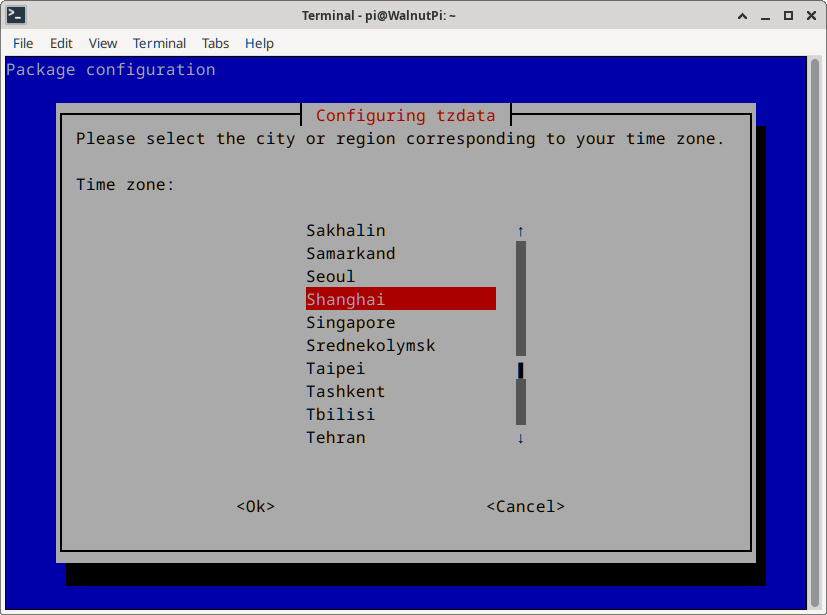 Terminal - pi@WalnutPi: ~
File Edit View Terminal Tabs Help
Package configuration
Configuring tzdata
Please select the city or region corresponding to your time zone.
Time zone:
Sakhalin ↑
Samarkand
Seoul
Shanghai
Singapore
Srednekolymsk
Taipei
Tashkent
Tbilisi
Tehran ↓
<Ok> <Cancel>